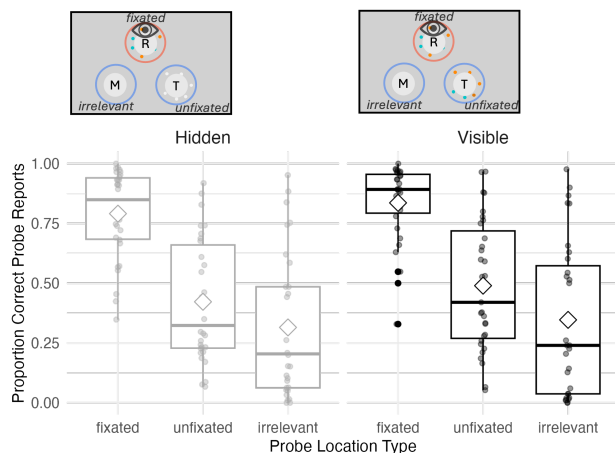 fixated
R
M
T
irrelevant
unfixated
fixated
R
M
T
irrelevant
unfixated
Hidden
Visible
Proportion Correct Probe Reports
1.00
0.75
0.50
0.25
0.00
fixated
unfixated
irrelevant
fixated
unfixated
irrelevant
Probe Location Type